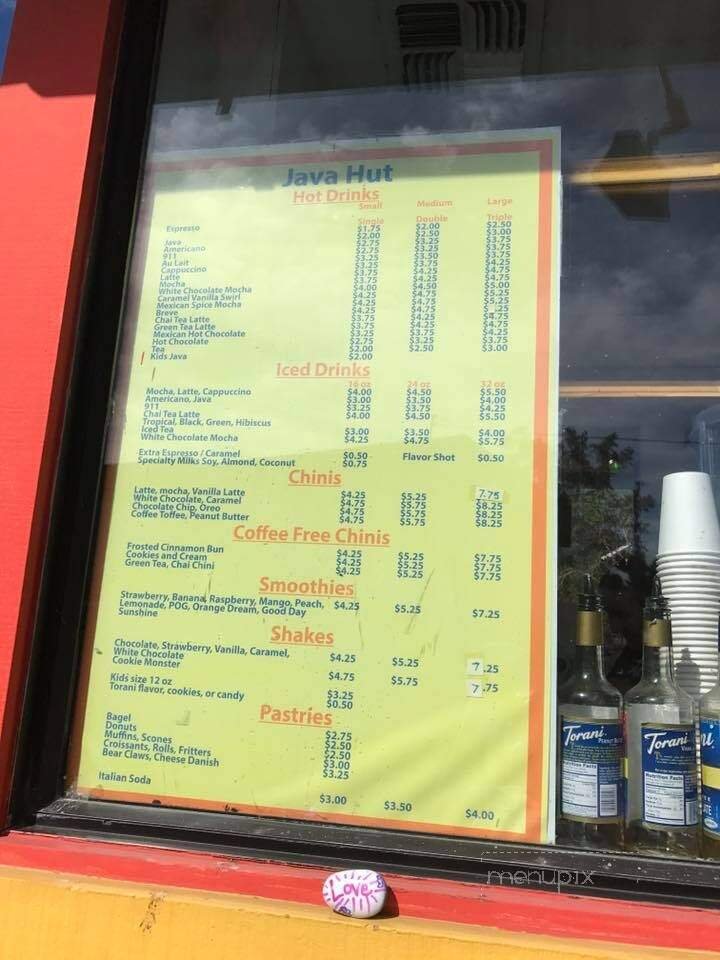 Java Hut
Hot Drinks
Small Medium Large
Single Double Triple
Espresso $1.75 $2.00 $2.50
Java $2.00 $2.50 $3.00
Americano $2.75 $3.25 $3.75
911 $2.75 $3.25 $3.75
Au Lait $3.25 $3.50 $3.75
Cappuccino $3.25 $3.75 $4.25
Latte $3.75 $4.25 $4.75
Mocha $3.75 $4.25 $4.75
White Chocolate Mocha $4.00 $4.50 $5.00
Caramel Vanilla Swirl $4.25 $4.75 $5.25
Mexican Spice Mocha $4.25 $4.75 $5.25
Breve $4.25 $4.75 .25
Chai Tea Latte $3.75 $4.25 $4.75
Green Tea Latte $3.75 $4.25 $4.75
Mexican Hot Chocolate $3.25 $3.75 $4.25
Hot Chocolate $2.75 $3.25 $3.75
Tea $2.00 $2.50 $3.00
Kids Java $2.00
Iced Drinks
16 oz 24 oz 32 oz
Mocha, Latte, Cappuccino $4.00 $4.50 $5.50
Americano, Java $3.00 $3.50 $4.00
911 $3.25 $3.75 $4.25
Chai Tea Latte $4.00 $4.50 $5.50
Tropical, Black, Green, Hibiscus
Iced Tea $3.00 $3.50 $4.00
White Chocolate Mocha $4.25 $4.75 $5.75
Extra Espresso / Caramel $0.50 Flavor Shot $0.50
Specialty Milks Soy, Almond, Coconut $0.75
Chinis
Latte, mocha, Vanilla Latte $4.25 $5.25 7.75
White Chocolate, Caramel $4.75 $5.75 $8.25
Chocolate Chip, Oreo $4.75 $5.75 $8.25
Coffee Toffee, Peanut Butter $4.75 $5.75 $8.25
Coffee Free Chinis
Frosted Cinnamon Bun $4.25 $5.25 $7.75
Cookies and Cream $4.25 $5.25 $7.75
Green Tea, Chai Chini $4.25 $5.25 $7.75
Smoothies
Strawberry, Banana, Raspberry, Mango, Peach, $4.25 $5.25 $7.25
Lemonade, POG, Orange Dream, Good Day
Sunshine
Shakes
Chocolate, Strawberry, Vanilla, Caramel, $4.25 $5.25 7.25
White Chocolate
Cookie Monster $4.75 $5.75 7.75
Kids size 12 oz $3.25
Torani flavor, cookies, or candy $0.50
Pastries
Bagel $2.75
Donuts $2.50
Muffins, Scones $2.50
Croissants, Rolls, Fritters $3.00
Bear Claws, Cheese Danish $3.25
Italian Soda $3.00 $3.50 $4.00
Torani Torani
Nutrition Facts Nutrition Facts
Love
menupix